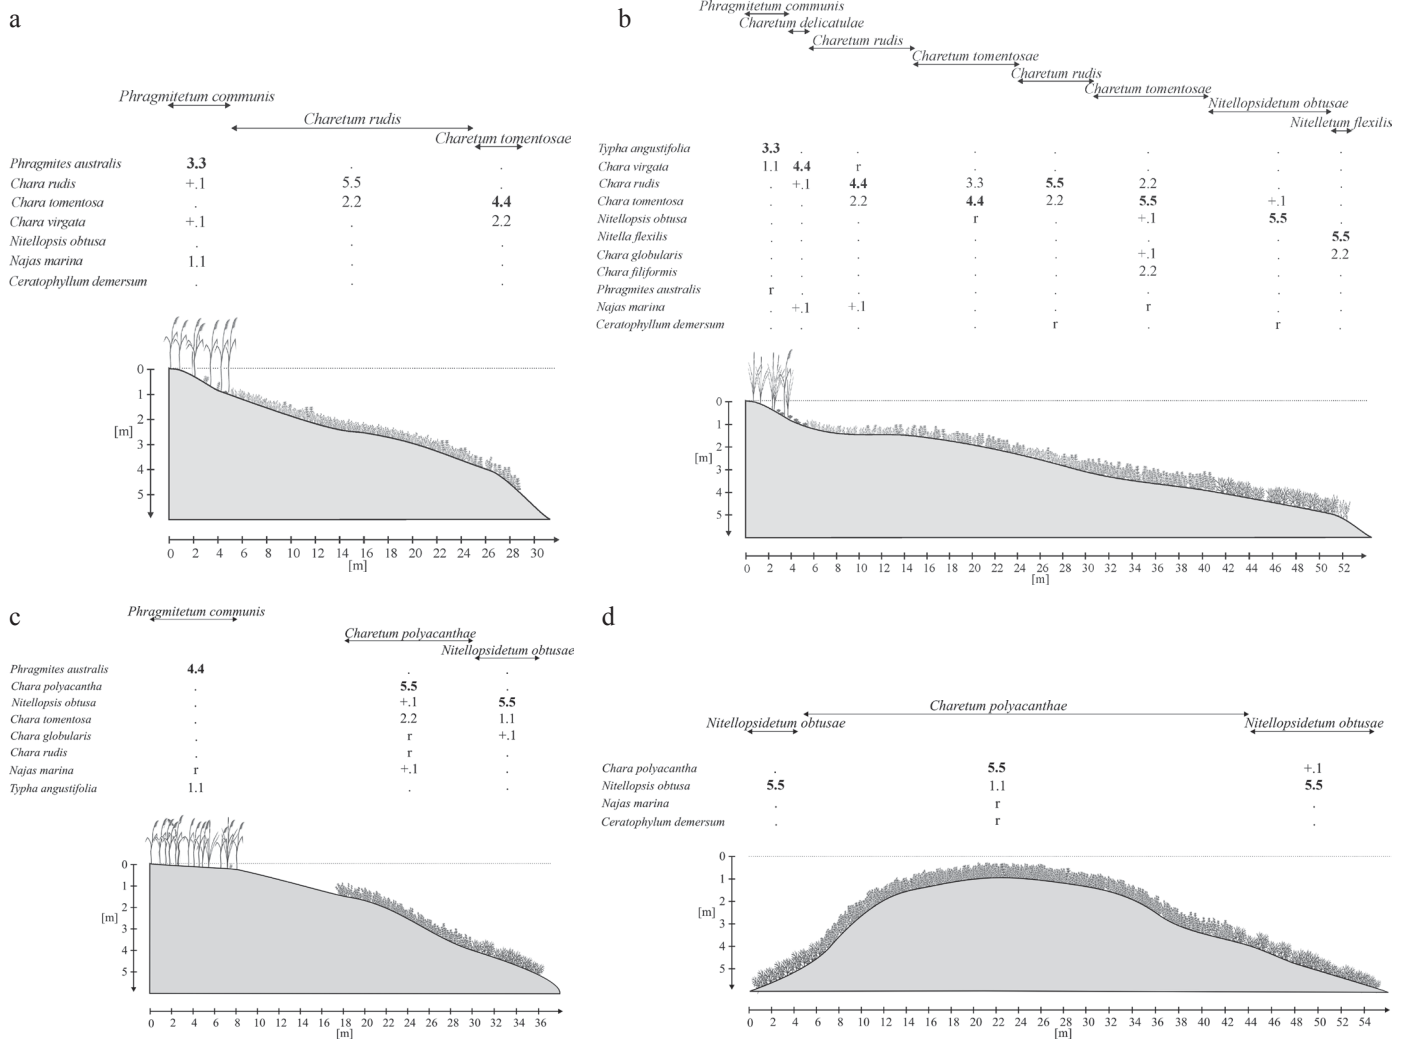 a
Phragmitetum communis
Charetum rudis
Charetum tomentosae
Phragmites australis 3.3 . .
Chara rudis +.1 5.5 .
Chara tomentosa . 2.2 4.4
Chara virgata +.1 . 2.2
Nitellopsis obtusa . . .
Najas marina 1.1 . .
Ceratophyllum demersum . . .
0
1
2
[m]
3
4
5
0 2 4 6 8 10 12 14 16 18 20 22 24 26 28 30
[m]
b
Phragmitetum communis
Charetum delicatulae
Charetum rudis
Charetum tomentosae
Charetum rudis
Charetum tomentosae
Nitellopsidetum obtusae
Nitelletum flexilis
Typha angustifolia 3.3 . . . . . . .
Chara virgata 1.1 4.4 r . . . . .
Chara rudis . +.1 4.4 3.3 5.5 2.2 . .
Chara tomentosa . . 2.2 4.4 2.2 5.5 +.1 .
Nitellopsis obtusa . . . r . +.1 5.5 .
Nitella flexilis . . . . . . . 5.5
Chara globularis . . . . . +.1 . 2.2
Chara filiformis . . . . . 2.2 . .
Phragmites australis r . . . . . . .
Najas marina . +.1 +.1 . . r . .
Ceratophyllum demersum . . . . r . r .
0
1
2
[m]
3
4
5
0 2 4 6 8 10 12 14 16 18 20 22 24 26 28 30 32 34 36 38 40 42 44 46 48 50 52
[m]
c
Phragmitetum communis
Charetum polyacanthae
Nitellopsidetum obtusae
Phragmites australis 4.4 . .
Chara polyacantha . 5.5 .
Nitellopsis obtusa . +.1 5.5
Chara tomentosa . 2.2 1.1
Chara globularis . r +.1
Chara rudis . r .
Najas marina r +.1 .
Typha angustifolia 1.1 . .
0
1
2
[m]
3
4
5
0 2 4 6 8 10 12 14 16 18 20 22 24 26 28 30 32 34 36
[m]
d
Charetum polyacanthae
Nitellopsidetum obtusae Nitellopsidetum obtusae
Chara polyacantha . 5.5 +.1
Nitellopsis obtusa 5.5 1.1 5.5
Najas marina . r .
Ceratophylum demersum . r .
0
1
2
[m]
3
4
5
0 2 4 6 8 10 12 14 16 18 20 22 24 26 28 30 32 34 36 38 40 42 44 46 48 50 52 54
[m]